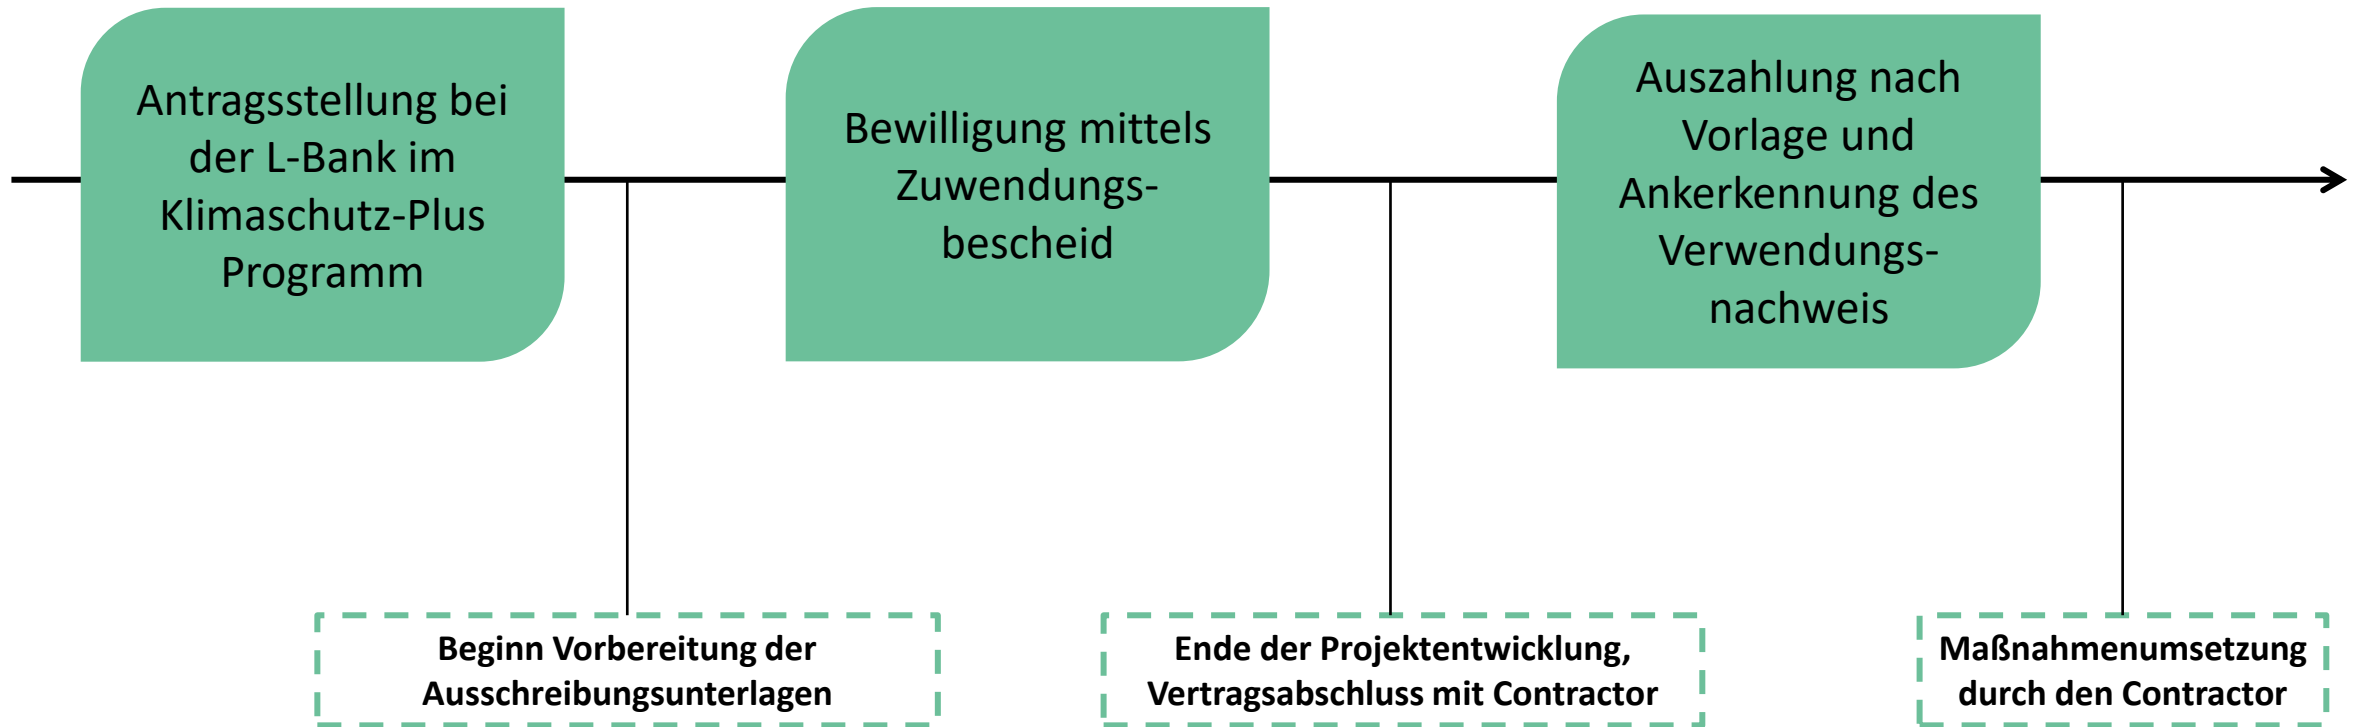 Antragsstellung bei
der L-Bank im
Klimaschutz-Plus
Programm
Bewilligung mittels
Zuwendungs-
bescheid
Auszahlung nach
Vorlage und
Ankerkennung des
Verwendungs-
nachweis
Beginn Vorbereitung der
Ausschreibungsunterlagen
Ende der Projektentwicklung,
Vertragsabschluss mit Contractor
Maßnahmenumsetzung
durch den Contractor